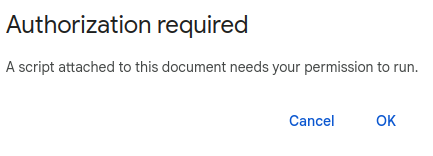 Authorization required
A script attached to this document needs your permission to run.
Cancel OK